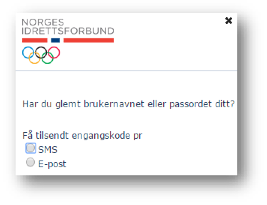 NORGES
IDRETTSFORBUND
Har du glemt brukernavnet eller passordet ditt?
Få tilsendt engangskode pr
SMS
E-post